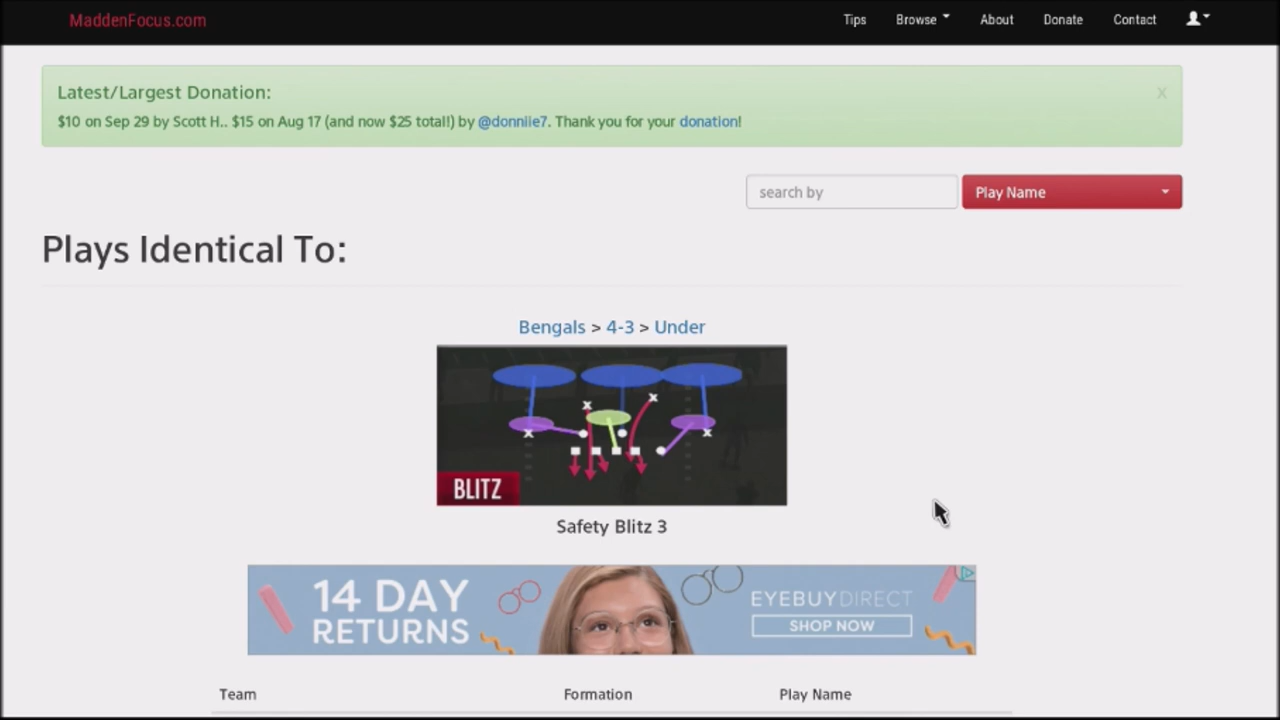 MaddenFocus.com Tips Browse About Donate Contact
Latest/Largest Donation:
x
$10 on Sep 29 by Scott H.. $15 on Aug 17 (and now $25 total!) by @donniie7. Thank you for your donation!
search by Play Name
Plays Identical To:
Bengals > 4-3 > Under
BLITZ
Safety Blitz 3
14 DAY
RETURNS
EYEBUYDIRECT
SHOP NOW
Team Formation Play Name